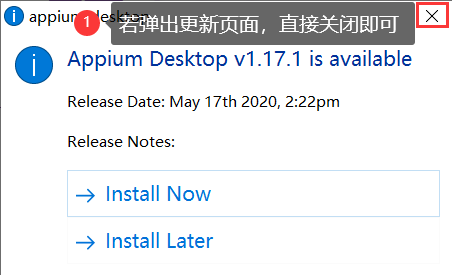 appium desktop
1 若弹出更新页面，直接关闭即可
Appium Desktop v1.17.1 is available
Release Date: May 17th 2020, 2:22pm
Release Notes:
→ Install Now
→ Install Later